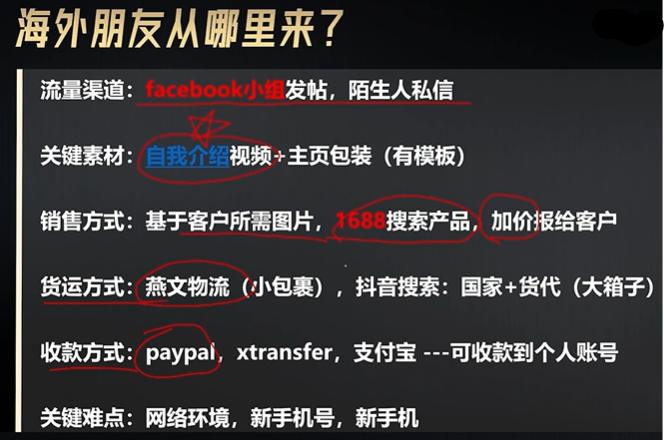 海外朋友从哪里来？
流量渠道：facebook小组发帖，陌生人私信
关键素材：自我介绍视频+主页包装（有模板）
销售方式：基于客户所需图片，1688搜索产品，加价报给客户
货运方式：燕文物流（小包裹），抖音搜索：国家+货代（大箱子）
收款方式：paypal，xtransfer，支付宝 ---可收款到个人账号
关键难点：网络环境，新手机号，新手机